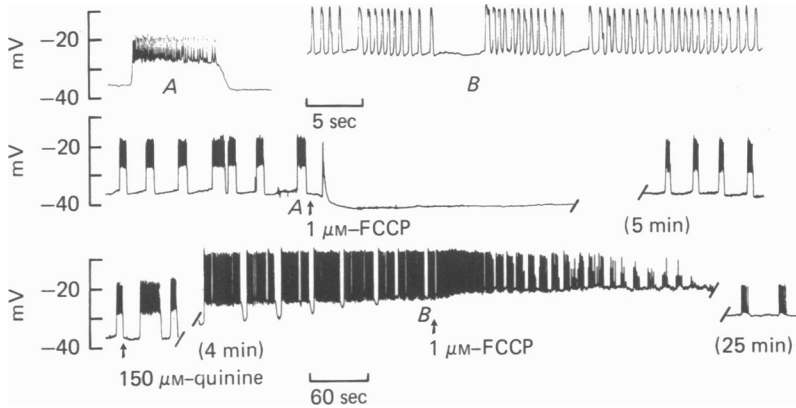 mV
−20
−40
A
B
5 sec
mV
−20
−40
A
1 μM–FCCP
(5 min)
mV
−20
−40
150 μM–quinine
(4 min)
B
1 μM–FCCP
(25 min)
60 sec